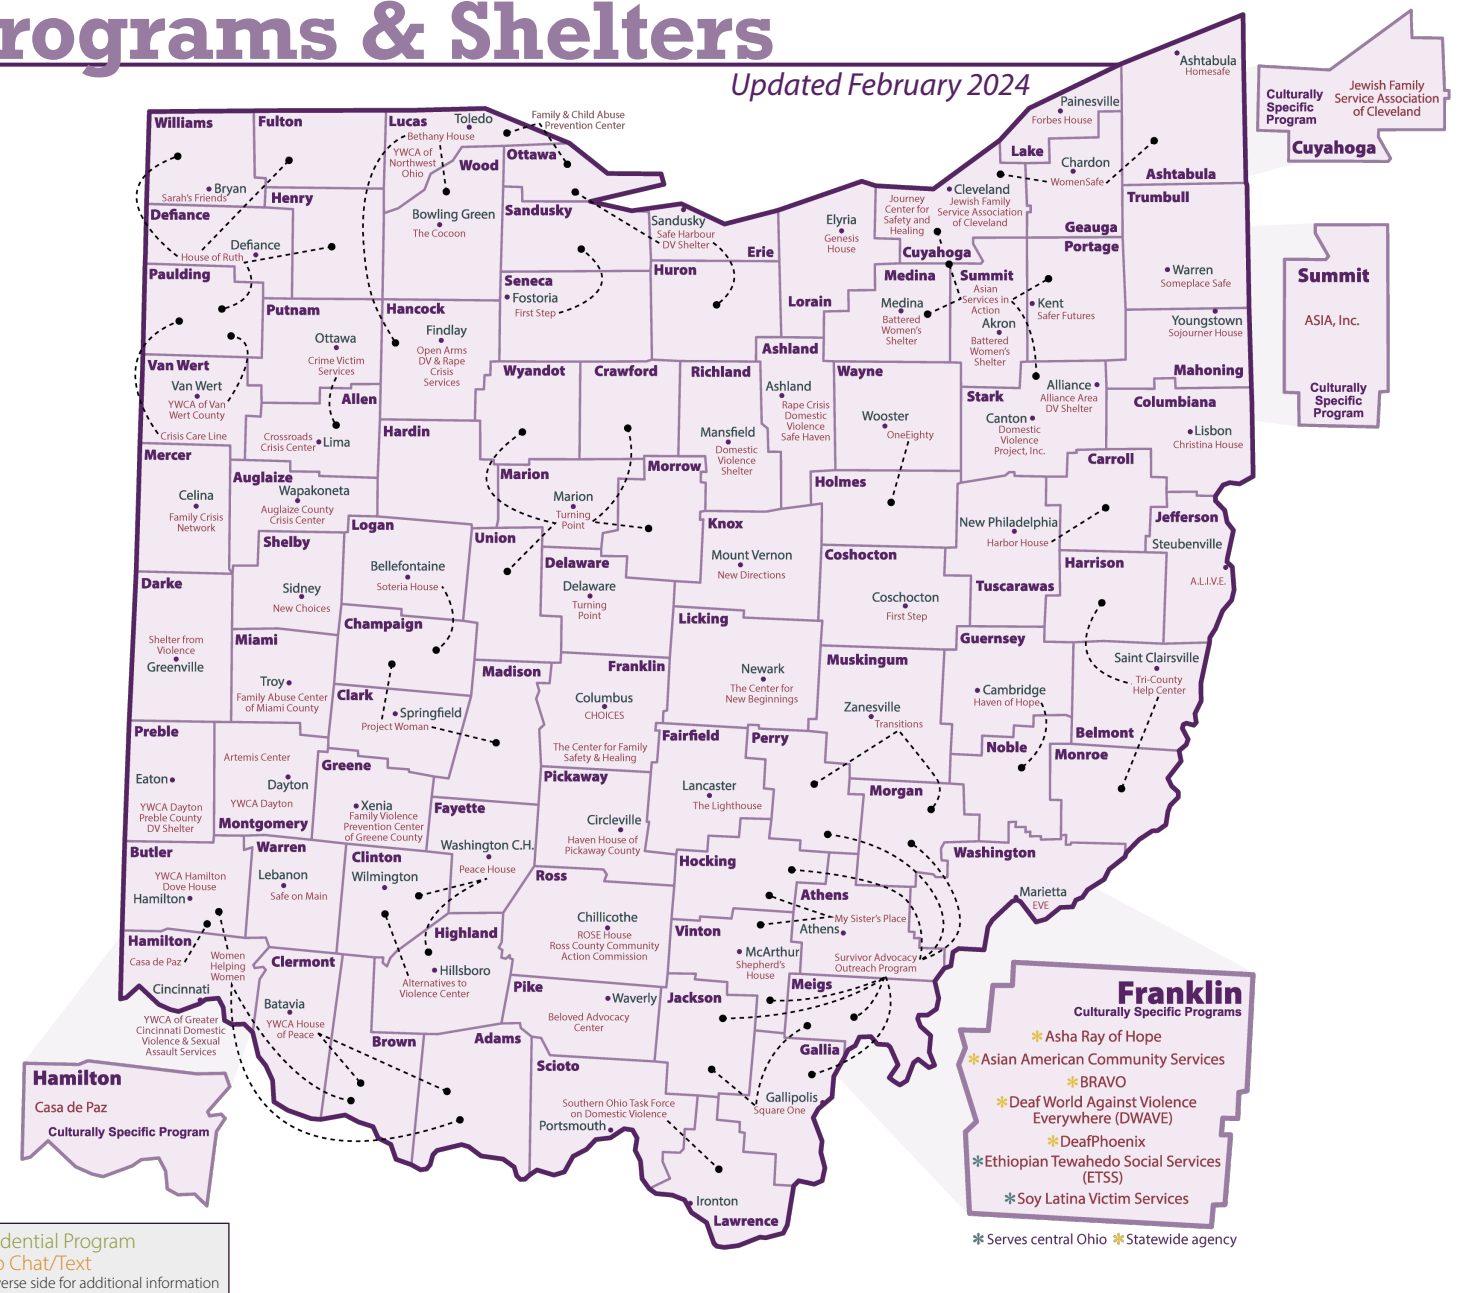 rograms & Shelters
Updated February 2024
Ashtabula
Homesafe
Culturally
Specific
Program
Jewish Family
Service Association
of Cleveland
Cuyahoga
Painesville
Forbes House
Lake
Chardon
WomenSafe
Ashtabula
Geauga
Trumbull
Warren
Someplace Safe
Youngstown
Sojourner House
Mahoning
Williams
Bryan
Sarah's Friends
Fulton
Lucas
Toledo
Bethany House
YWCA of
Northwest
Ohio
Family & Child Abuse
Prevention Center
Wood
Bowling Green
The Cocoon
Ottawa
Sandusky
Defiance
Defiance
House of Ruth
Henry
Sandusky
Safe Harbour
DV Shelter
Erie
Huron
Elyria
Genesis
House
Lorain
Journey
Center for
Safety and
Healing
Cleveland
Jewish Family
Service Association
of Cleveland
Cuyahoga
Medina
Medina
Battered
Women's
Shelter
Summit
Asian
Services in
Action
Akron
Battered
Women's
Shelter
Portage
Kent
Safer Futures
Summit
ASIA, Inc.
Culturally
Specific
Program
Paulding
Putnam
Ottawa
Crime Victim
Services
Hancock
Findlay
Open Arms
DV & Rape
Crisis
Services
Seneca
Fostoria
First Step
Van Wert
Van Wert
YWCA of Van
Wert County
Crisis Care Line
Allen
Crossroads
Crisis Center
Lima
Hardin
Wyandot
Crawford
Richland
Mansfield
Domestic
Violence
Shelter
Ashland
Ashland
Rape Crisis
Domestic
Violence
Safe Haven
Wayne
Wooster
OneEighty
Stark
Alliance
Alliance Area
DV Shelter
Canton
Domestic
Violence
Project, Inc.
Columbiana
Lisbon
Christina House
Mercer
Celina
Family Crisis
Network
Auglaize
Wapakoneta
Auglaize County
Crisis Center
Marion
Marion
Turning
Point
Morrow
Holmes
Carroll
New Philadelphia
Harbor House
Tuscarawas
Jefferson
Steubenville
A.L.I.V.E.
Harrison
Shelby
Sidney
New Choices
Logan
Bellefontaine
Soteria House
Union
Delaware
Delaware
Turning
Point
Knox
Mount Vernon
New Directions
Coshocton
Coschocton
First Step
Darke
Shelter from
Violence
Greenville
Miami
Troy
Family Abuse Center
of Miami County
Champaign
Clark
Springfield
Project Woman
Madison
Franklin
Columbus
CHOICES
The Center for Family
Safety & Healing
Licking
Newark
The Center for
New Beginnings
Muskingum
Zanesville
Transitions
Guernsey
Cambridge
Haven of Hope
Saint Clairsville
Tri-County
Help Center
Belmont
Noble
Monroe
Preble
Eaton
YWCA Dayton
Preble County
DV Shelter
Artemis Center
Dayton
YWCA Dayton
Montgomery
Greene
Xenia
Family Violence
Prevention Center
of Greene County
Fayette
Washington C.H.
Peace House
Pickaway
Circleville
Haven House of
Pickaway County
Fairfield
Lancaster
The Lighthouse
Perry
Morgan
Washington
Marietta
EVE
Butler
YWCA Hamilton
Dove House
Hamilton
Warren
Lebanon
Safe on Main
Clinton
Wilmington
Ross
Chillicothe
ROSE House
Ross County Community
Action Commission
Hocking
Athens
My Sister's Place
Athens
Survivor Advocacy
Outreach Program
Vinton
McArthur
Shepherd's
House
Hamilton
Casa de Paz
Women
Helping
Women
Cincinnati
YWCA of Greater
Cincinnati Domestic
Violence & Sexual
Assault Services
Clermont
Batavia
YWCA House
of Peace
Highland
Hillsboro
Alternatives to
Violence Center
Pike
Waverly
Beloved Advocacy
Center
Jackson
Meigs
Gallia
Gallipolis
Square One
Brown
Adams
Scioto
Southern Ohio Task Force
on Domestic Violence
Portsmouth
Ironton
Lawrence
Hamilton
Casa de Paz
Culturally Specific Program
Franklin
Culturally Specific Programs
*Asha Ray of Hope
*Asian American Community Services
*BRAVO
*Deaf World Against Violence
Everywhere (DWAVE)
*DeafPhoenix
*Ethiopian Tewahedo Social Services
(ETSS)
*Soy Latina Victim Services
*Serves central Ohio *Statewide agency
dential Program
o Chat/Text
erse side for additional information